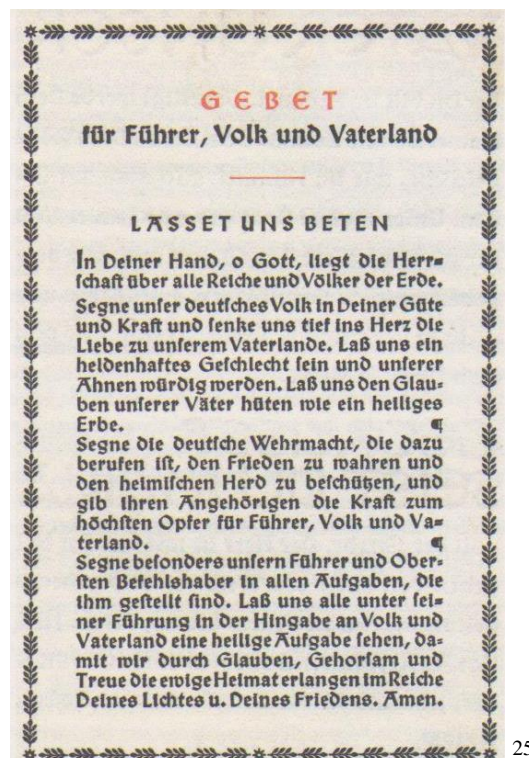 GEBET
für Führer, Volk und Vaterland
LASSET UNS BETEN
In Deiner Hand, o Gott, liegt die Herr=
ſchaft über alle Reiche und Völker der Erde.
Segne unſer deutſches Volk in Deiner Güte
und Kraft und ſenke uns tief ins Herz die
Liebe zu unſerem Vaterlande. Laß uns ein
heldenhaftes Geſchlecht ſein und unſerer
Ahnen würdig werden. Laß uns den Glau=
ben unſerer Väter hüten wie ein heiliges
Erbe. ¶
Segne die deutſche Wehrmacht, die dazu
berufen iſt, den Frieden zu wahren und
den heimiſchen Herd zu beſchützen, und
gib ihren Angehörigen die Kraft zum
höchſten Opfer für Führer, Volk und Va=
terland. ¶
Segne beſonders unſern Führer und Ober=
ſten Befehlshaber in allen Aufgaben, die
ihm geſtellt ſind. Laß uns alle unter ſei=
ner Führung in der Hingabe an Volk und
Vaterland eine heilige Aufgabe ſehen, da=
mit wir durch Glauben, Gehorſam und
Treue die ewige Heimat erlangen im Reiche
Deines Lichtes u. Deines Friedens. Amen.
25